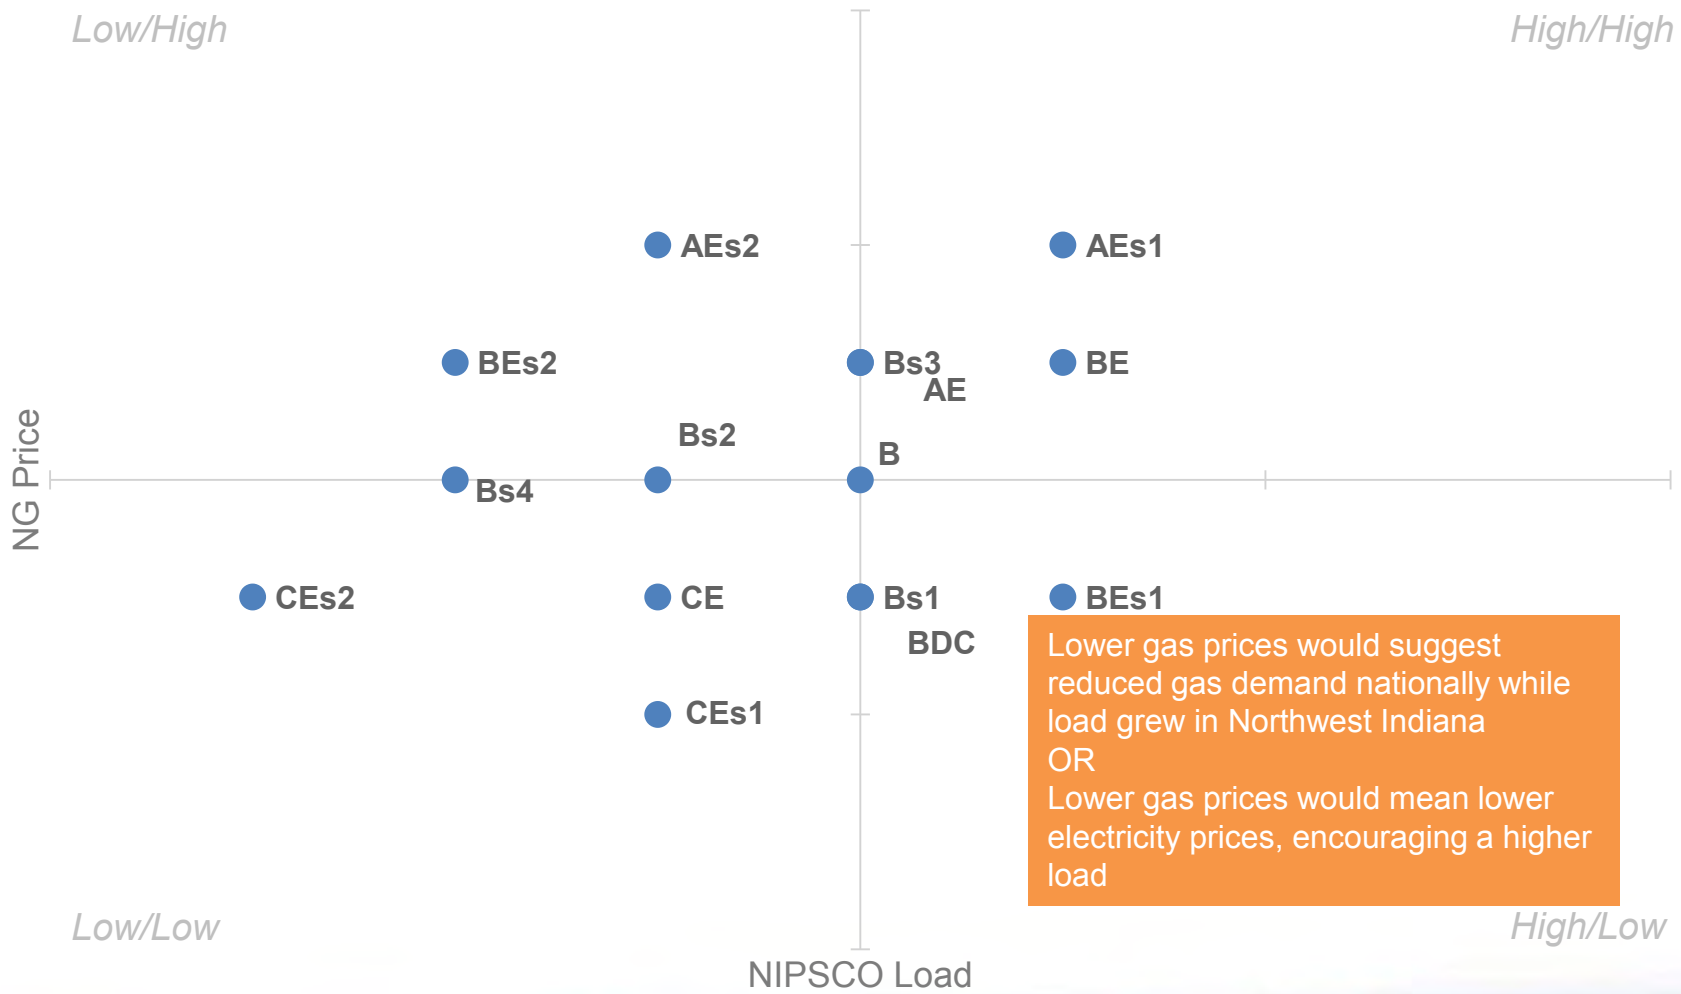 Low/High
High/High
AEs2
AEs1
BEs2
Bs3
BE
AE
Bs2
B
NG Price
Bs4
CEs2
CE
Bs1
BEs1
BDC
CEs1
Lower gas prices would suggest
reduced gas demand nationally while
load grew in Northwest Indiana
OR
Lower gas prices would mean lower
electricity prices, encouraging a higher
load
Low/Low
High/Low
NIPSCO Load